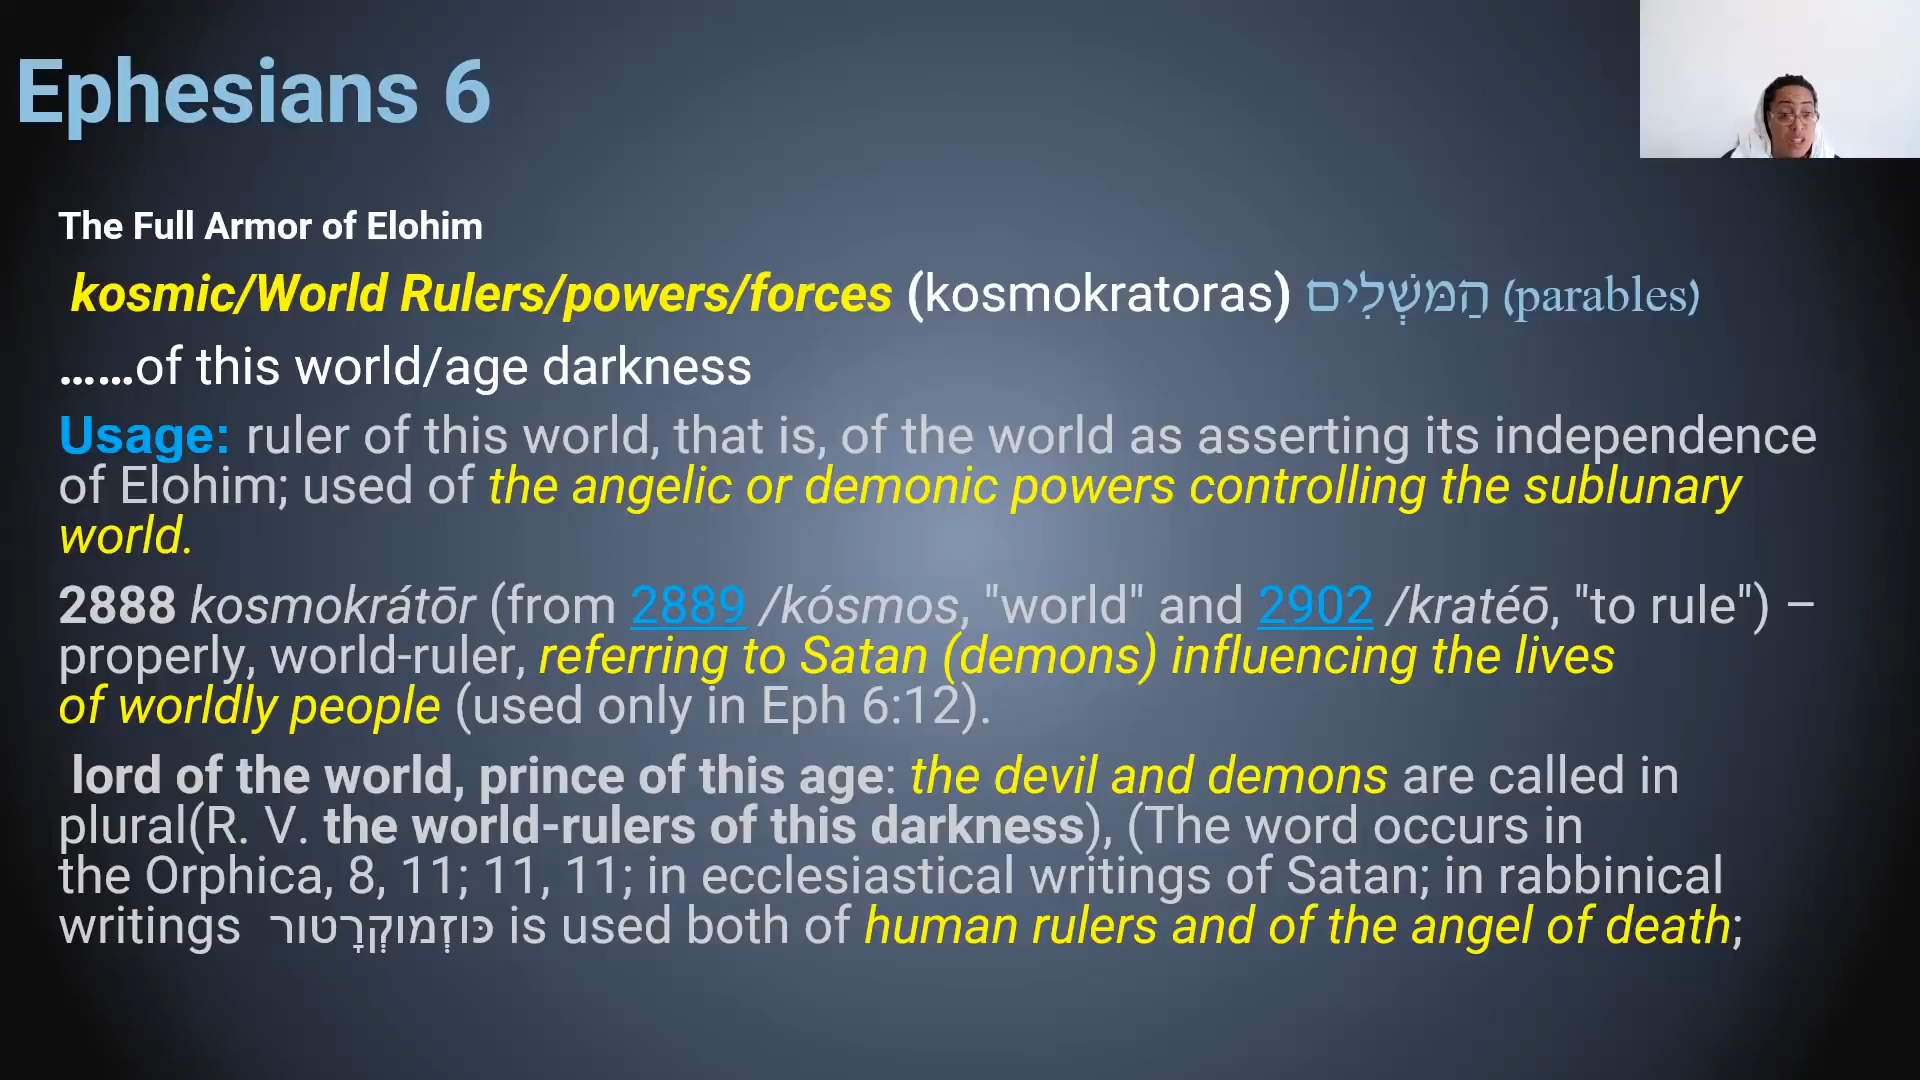 Ephesians 6
The Full Armor of Elohim
kosmic/World Rulers/powers/forces (kosmokratoras) הַמֹּשְׁלִים (parables)
......of this world/age darkness
Usage: ruler of this world, that is, of the world as asserting its independence
of Elohim; used of the angelic or demonic powers controlling the sublunary
world.
2888 kosmokrátōr (from 2889 /kósmos, "world" and 2902 /kratéō, "to rule") –
properly, world-ruler, referring to Satan (demons) influencing the lives
of worldly people (used only in Eph 6:12).
lord of the world, prince of this age: the devil and demons are called in
plural(R. V. the world-rulers of this darkness), (The word occurs in
the Orphica, 8, 11; 11, 11; in ecclesiastical writings of Satan; in rabbinical
writings כּוּזְמוּקְרָטוּר is used both of human rulers and of the angel of death;